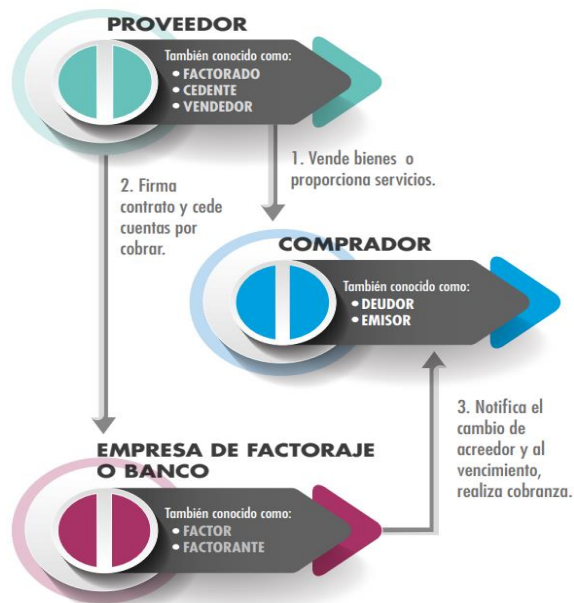 PROVEEDOR
También conocido como:
• FACTORADO
• CEDENTE
• VENDEDOR
1. Vende bienes o
proporciona servicios.
2. Firma
contrato y cede
cuentas por
cobrar.
COMPRADOR
También conocido como:
• DEUDOR
• EMISOR
3. Notifica el
cambio de
acreedor y al
vencimiento,
realiza cobranza.
EMPRESA DE FACTORAJE
O BANCO
También conocido como:
• FACTOR
• FACTORANTE